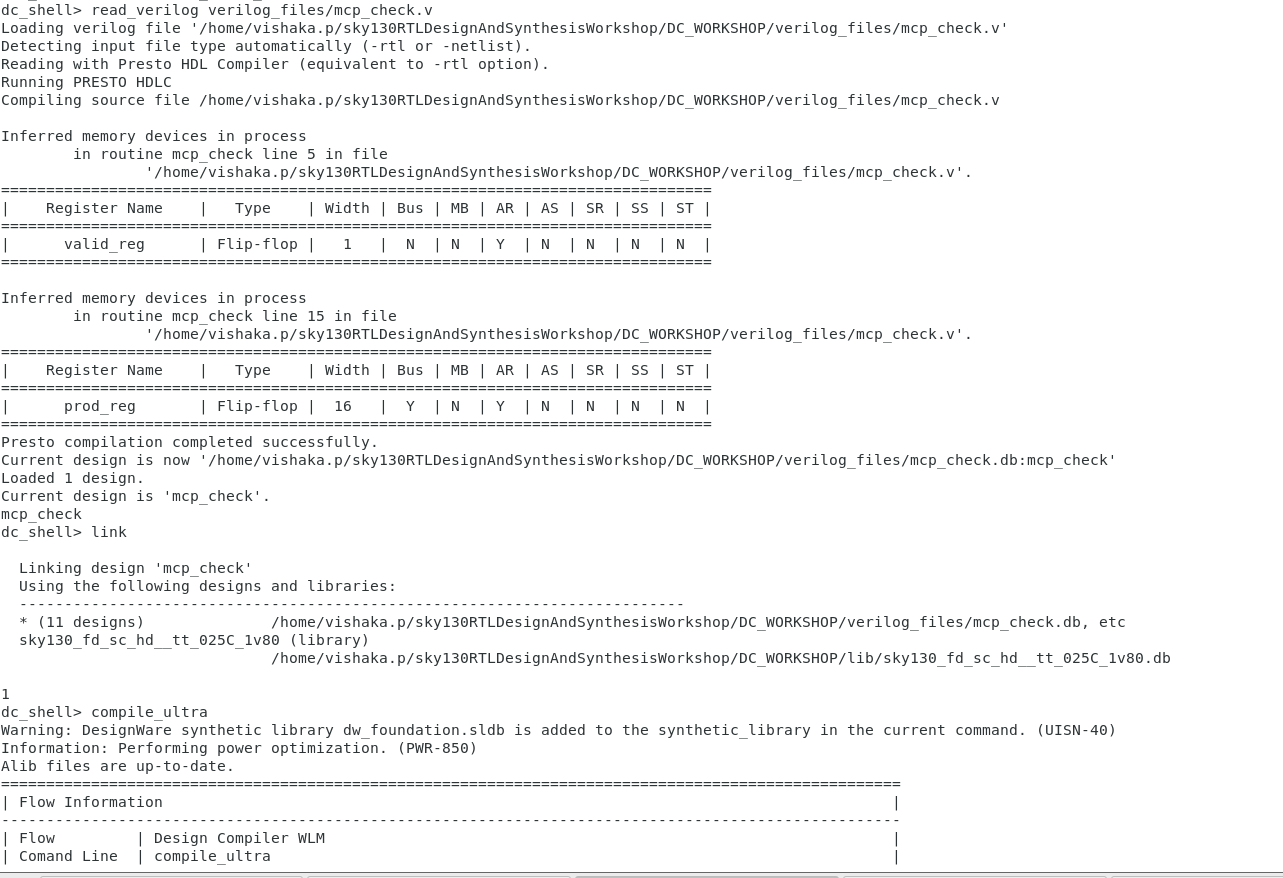 dc_shell> read_verilog verilog_files/mcp_check.v
Loading verilog file '/home/vishaka.p/sky130RTLDesignAndSynthesisWorkshop/DC_WORKSHOP/verilog_files/mcp_check.v'
Detecting input file type automatically (-rtl or -netlist).
Reading with Presto HDL Compiler (equivalent to -rtl option).
Running PRESTO HDLC
Compiling source file /home/vishaka.p/sky130RTLDesignAndSynthesisWorkshop/DC_WORKSHOP/verilog_files/mcp_check.v

Inferred memory devices in process
        in routine mcp_check line 5 in file
                '/home/vishaka.p/sky130RTLDesignAndSynthesisWorkshop/DC_WORKSHOP/verilog_files/mcp_check.v'.
===============================================================================
|    Register Name    |   Type    | Width | Bus | MB | AR | AS | SR | SS | ST |
===============================================================================
|      valid_reg      | Flip-flop |   1   |  N  | N  | Y  | N  | N  | N  | N  |
===============================================================================

Inferred memory devices in process
        in routine mcp_check line 15 in file
                '/home/vishaka.p/sky130RTLDesignAndSynthesisWorkshop/DC_WORKSHOP/verilog_files/mcp_check.v'.
===============================================================================
|    Register Name    |   Type    | Width | Bus | MB | AR | AS | SR | SS | ST |
===============================================================================
|      prod_reg       | Flip-flop |  16   |  Y  | N  | Y  | N  | N  | N  | N  |
===============================================================================
Presto compilation completed successfully.
Current design is now '/home/vishaka.p/sky130RTLDesignAndSynthesisWorkshop/DC_WORKSHOP/verilog_files/mcp_check.db:mcp_check'
Loaded 1 design.
Current design is 'mcp_check'.
mcp_check
dc_shell> link

  Linking design 'mcp_check'
  Using the following designs and libraries:
  --------------------------------------------------------------------------
  * (11 designs)              /home/vishaka.p/sky130RTLDesignAndSynthesisWorkshop/DC_WORKSHOP/verilog_files/mcp_check.db, etc
  sky130_fd_sc_hd__tt_025C_1v80 (library)
                              /home/vishaka.p/sky130RTLDesignAndSynthesisWorkshop/DC_WORKSHOP/lib/sky130_fd_sc_hd__tt_025C_1v80.db

1
dc_shell> compile_ultra
Warning: DesignWare synthetic library dw_foundation.sldb is added to the synthetic_library in the current command. (UISN-40)
Information: Performing power optimization. (PWR-850)
Alib files are up-to-date.
====================================================================================================
| Flow Information                                                                                 |
----------------------------------------------------------------------------------------------------
| Flow         | Design Compiler WLM                                                               |
| Comand Line  | compile_ultra                                                                     |